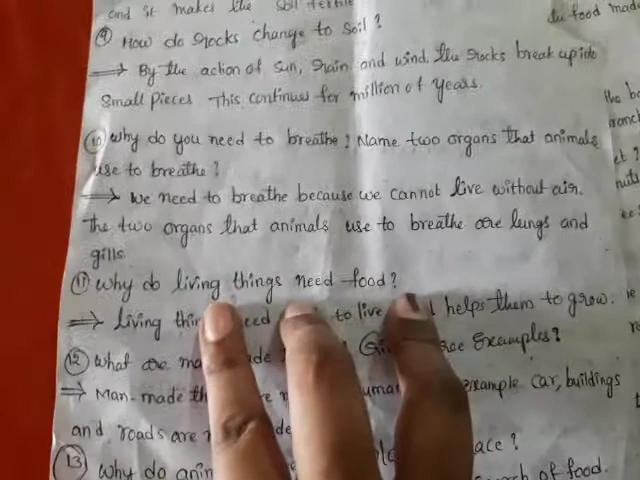 and it makes the soil fertile
⑨ How do rocks change to soil?
⇒ By the action of sun, rain and wind. the rocks break up into
Small pieces This continues for million of years.
⑩ Why do you need to breathe? Name two organs that animals
use to breathe?
⇒ We need to breathe because we cannot live without air.
The two organs that animals use to breathe are lungs and
gills.
⑪ Why do living things need food?
⇒ Living to live helps them to grow.
⑫ What are Examples?
⇒ Man-made example car, buildings
and roads are
⑬ Why do
of food.
food made
the